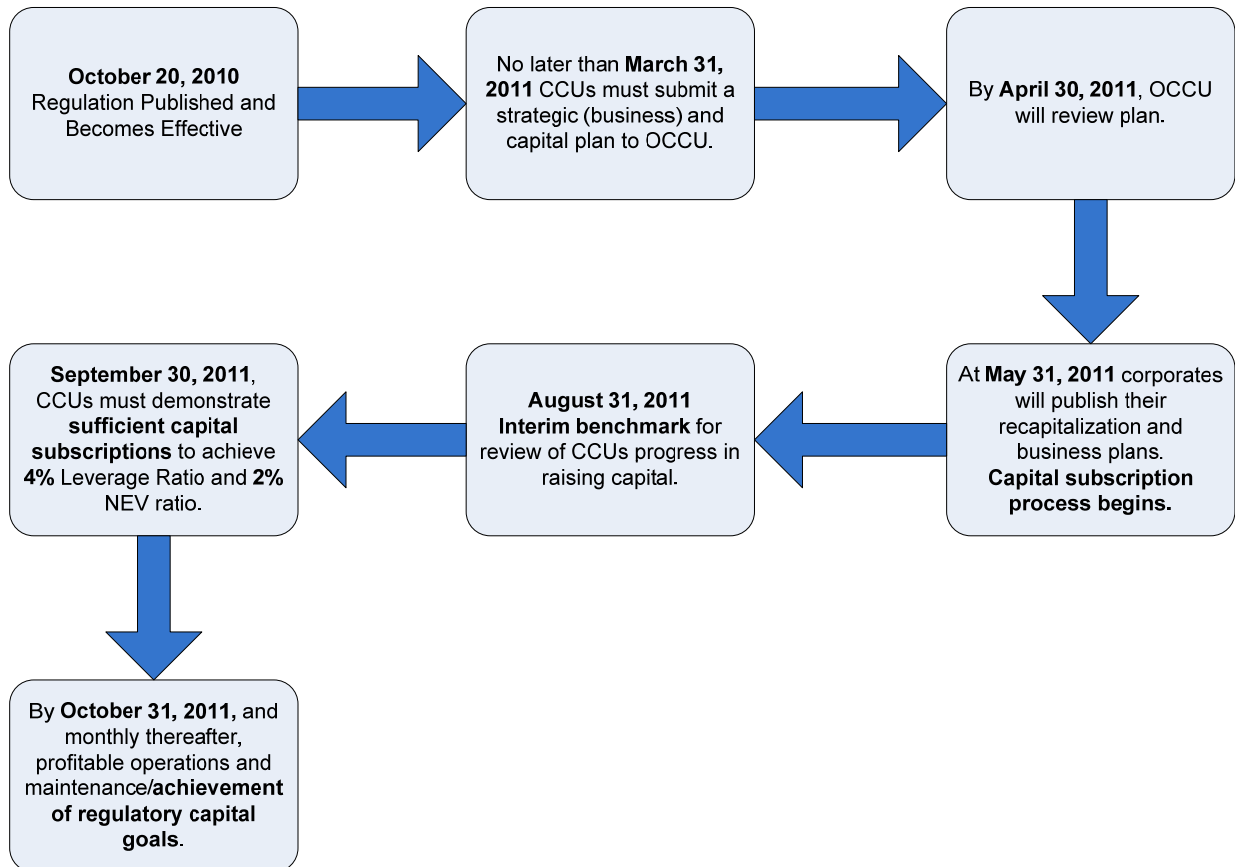 October 20, 2010
Regulation Published and
Becomes Effective
No later than March 31,
2011 CCUs must submit a
strategic (business) and
capital plan to OCCU.
By April 30, 2011, OCCU
will review plan.
At May 31, 2011 corporates
will publish their
recapitalization and
business plans.
Capital subscription
process begins.
August 31, 2011
Interim benchmark for
review of CCUs progress in
raising capital.
September 30, 2011,
CCUs must demonstrate
sufficient capital
subscriptions to achieve
4% Leverage Ratio and 2%
NEV ratio.
By October 31, 2011, and
monthly thereafter,
profitable operations and
maintenance/achievement
of regulatory capital
goals.